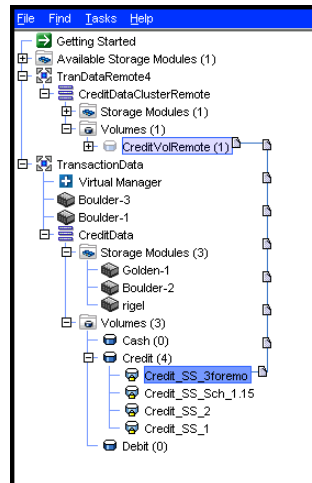 File Find Tasks Help
Getting Started
Available Storage Modules (1)
TranDataRemote4
CreditDataClusterRemote
Storage Modules (1)
Volumes (1)
CreditVolRemote (1)
TransactionData
Virtual Manager
Boulder-3
Boulder-1
CreditData
Storage Modules (3)
Golden-1
Boulder-2
rigel
Volumes (3)
Cash (0)
Credit (4)
Credit_SS_3foremo
Credit_SS_Sch_1.15
Credit_SS_2
Credit_SS_1
Debit (0)